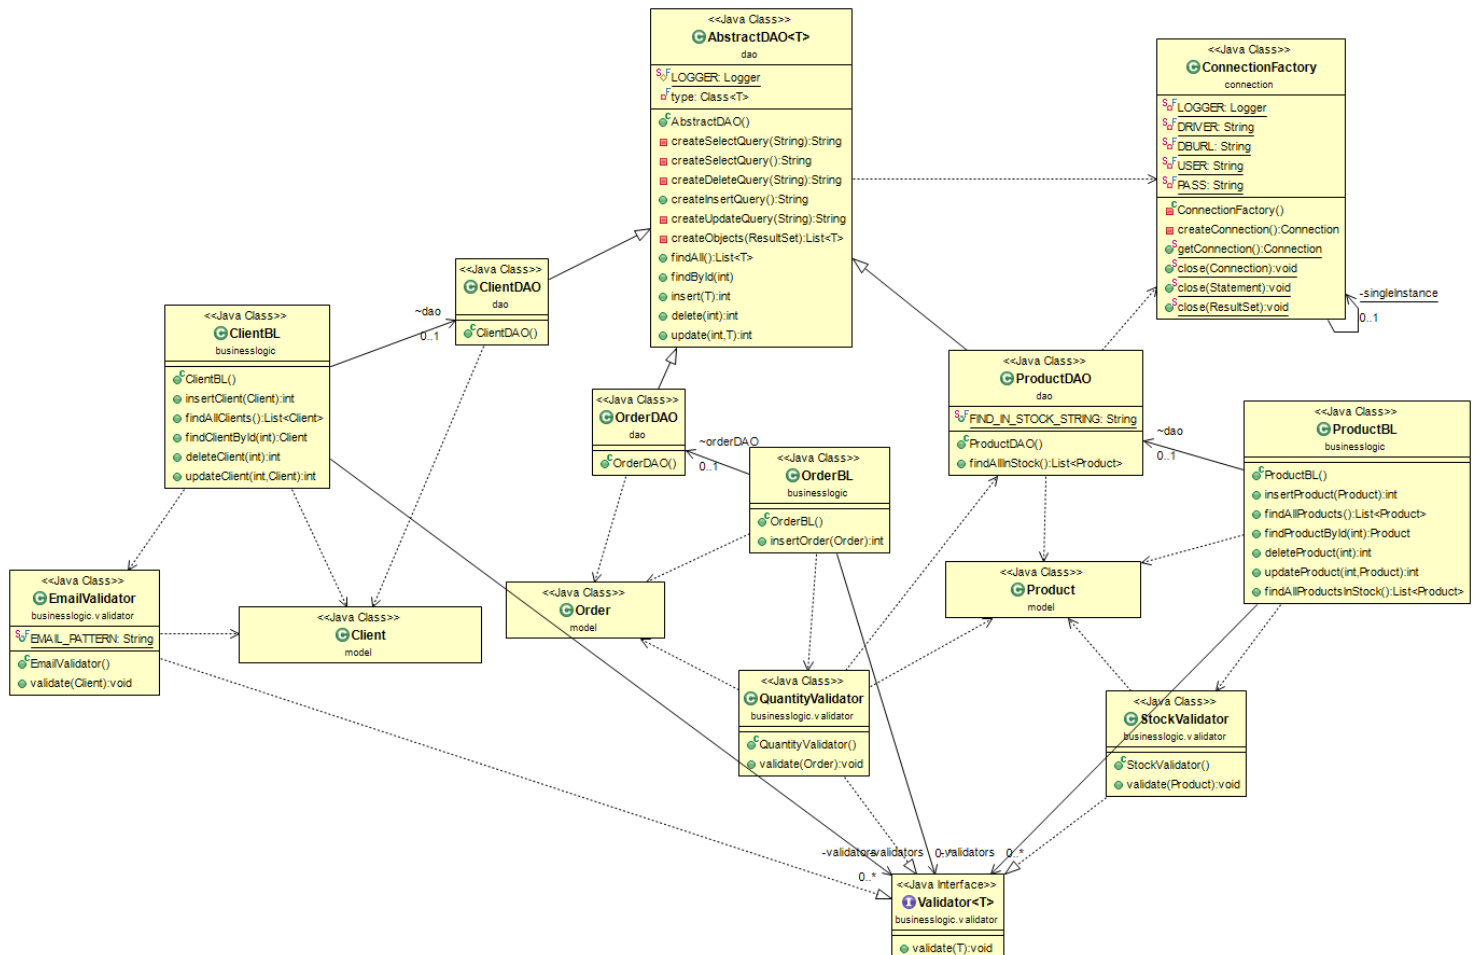 <<Java Class>>
AbstractDAO<T>
dao
LOGGER: Logger
type: Class<T>
AbstractDAO()
createSelectQuery(String):String
createSelectQuery():String
createDeleteQuery(String):String
createInsertQuery():String
createUpdateQuery(String):String
createObjects(ResultSet):List<T>
findAll():List<T>
findById(int)
insert(T):int
delete(int):int
update(int,T):int
<<Java Class>>
ConnectionFactory
connection
LOGGER: Logger
DRIVER: String
DBURL: String
USER: String
PASS: String
ConnectionFactory()
createConnection():Connection
getConnection():Connection
close(Connection):void
close(Statement):void
close(ResultSet):void
-singleInstance
0..1
<<Java Class>>
ClientDAO
dao
ClientDAO()
~dao
0..1
<<Java Class>>
ClientBL
businesslogic
ClientBL()
insertClient(Client):int
findAllClients():List<Client>
findClientById(int):Client
deleteClient(int):int
updateClient(int,Client):int
<<Java Class>>
OrderDAO
dao
OrderDAO()
~orderDAO
0..1
<<Java Class>>
OrderBL
businesslogic
OrderBL()
insertOrder(Order):int
<<Java Class>>
ProductDAO
dao
FIND_IN_STOCK_STRING: String
ProductDAO()
findAllInStock():List<Product>
~dao
0..1
<<Java Class>>
ProductBL
businesslogic
ProductBL()
insertProduct(Product):int
findAllProducts():List<Product>
findProductById(int):Product
deleteProduct(int):int
updateProduct(int,Product):int
findAllProductsInStock():List<Product>
<<Java Class>>
EmailValidator
businesslogic.validator
EMAIL_PATTERN: String
EmailValidator()
validate(Client):void
<<Java Class>>
Client
model
<<Java Class>>
Order
model
<<Java Class>>
Product
model
<<Java Class>>
QuantityValidator
businesslogic.validator
QuantityValidator()
validate(Order):void
<<Java Class>>
StockValidator
businesslogic.validator
StockValidator()
validate(Product):void
-validators
-validators
0..*
-validators
0..*
0..*
<<Java Interface>>
Validator<T>
businesslogic.validator
validate(T):void